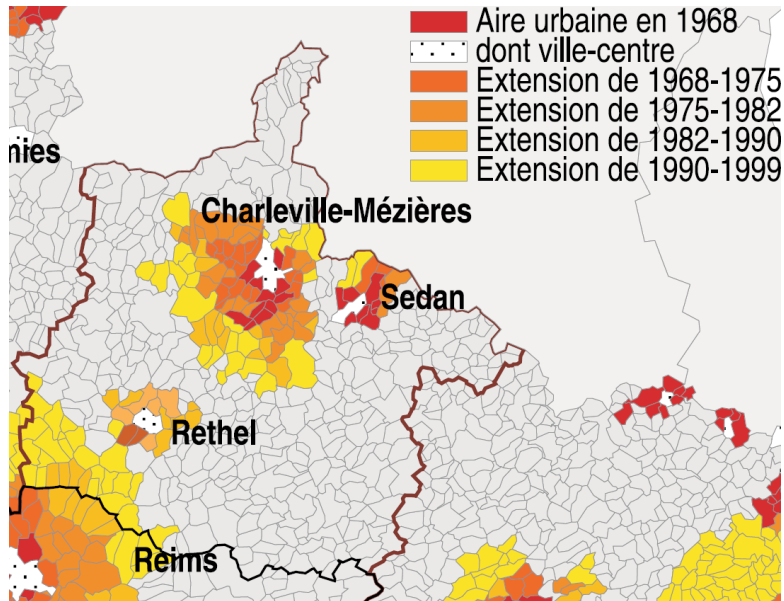 Aire urbaine en 1968
dont ville-centre
Extension de 1968-1975
Extension de 1975-1982
Extension de 1982-1990
Extension de 1990-1999
mies
Charleville-Mézières
Sedan
Rethel
Reims